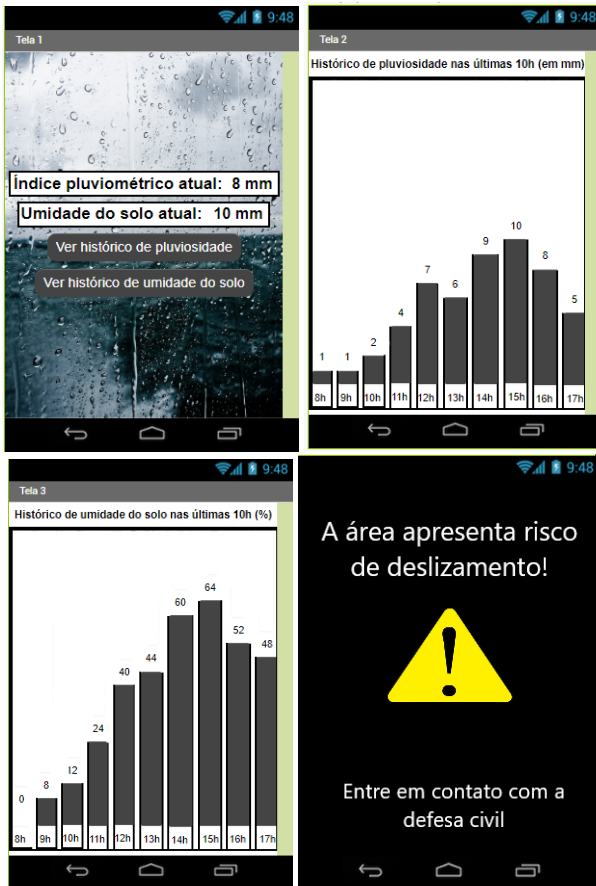 9:48
Tela 1
Índice pluviométrico atual: 8 mm
Umidade do solo atual: 10 mm
Ver histórico de pluviosidade
Ver histórico de umidade do solo
9:48
Tela 2
Histórico de pluviosidade nas últimas 10h (em mm)
1 1 2 4 7 6 9 10 8 5
8h 9h 10h 11h 12h 13h 14h 15h 16h 17h
9:48
Tela 3
Histórico de umidade do solo nas últimas 10h (%)
0 8 12 24 40 44 60 64 52 48
8h 9h 10h 11h 12h 13h 14h 15h 16h 17h
9:48
A área apresenta risco
de deslizamento!
Entre em contato com a
defesa civil